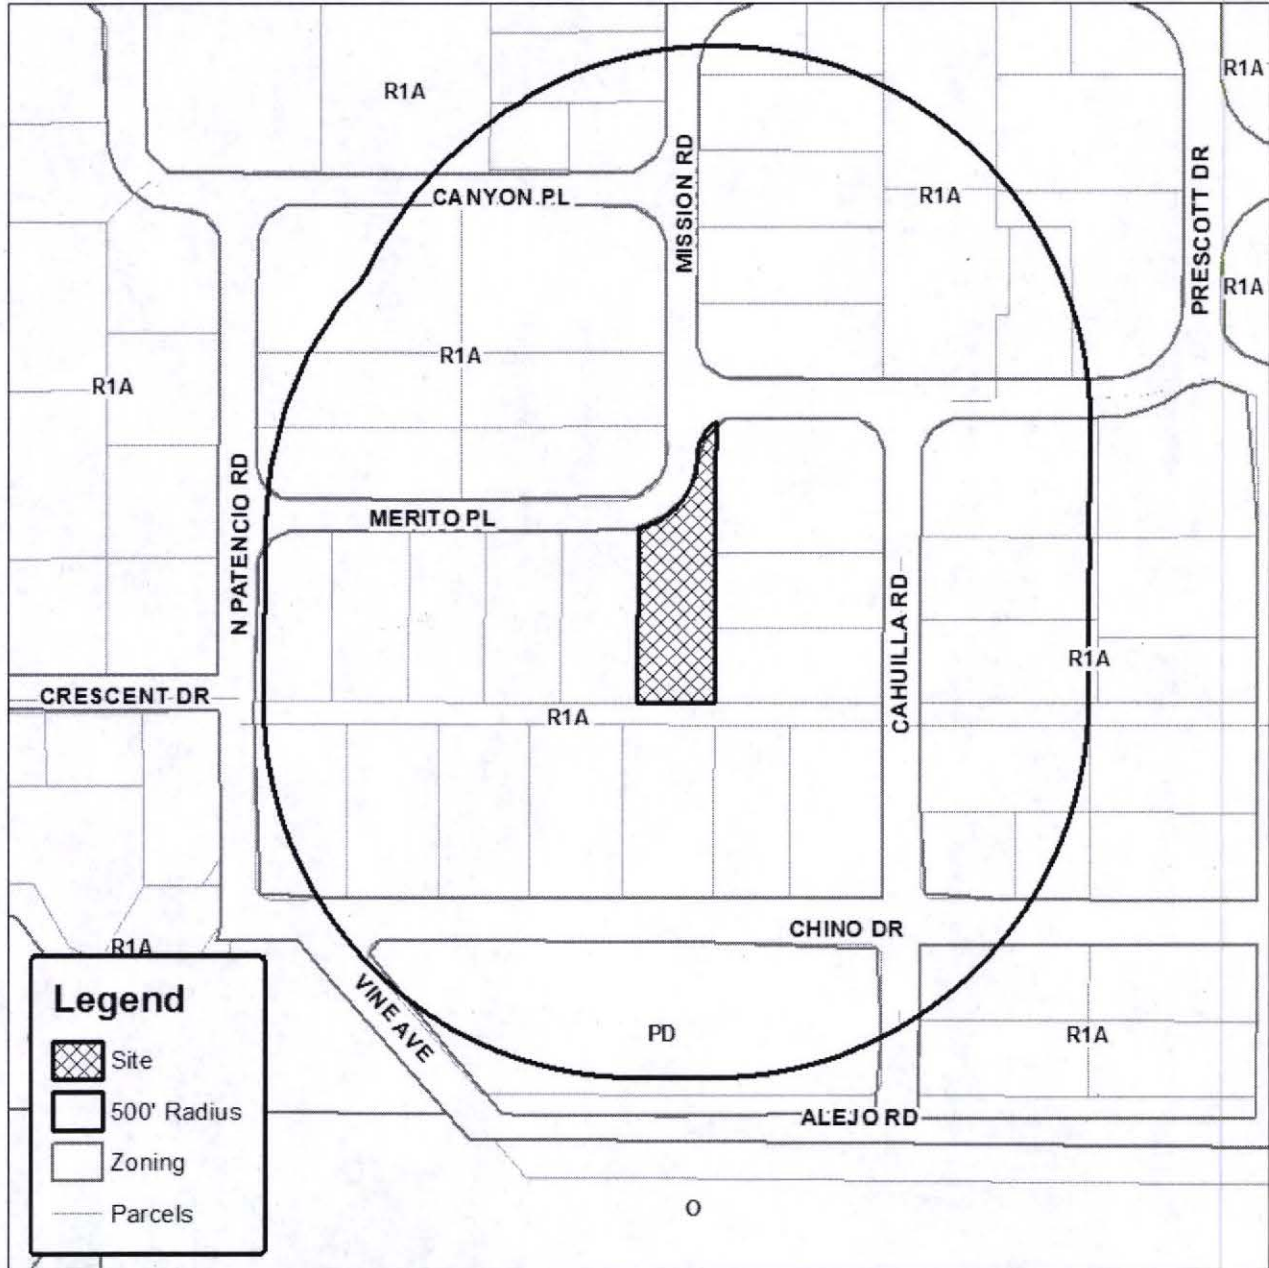 R1A
R1A
MISSION RD
CANYON PL
R1A
PRESCOTT DR
R1A
R1A
R1A
N PATENCIO RD
MERITO PL
CAHUILLA RD
R1A
CRESCENT DR
R1A
CHINO DR
R1A
VINE AVE
PD
R1A
ALEJO RD
O
Legend
Site
500' Radius
Zoning
Parcels